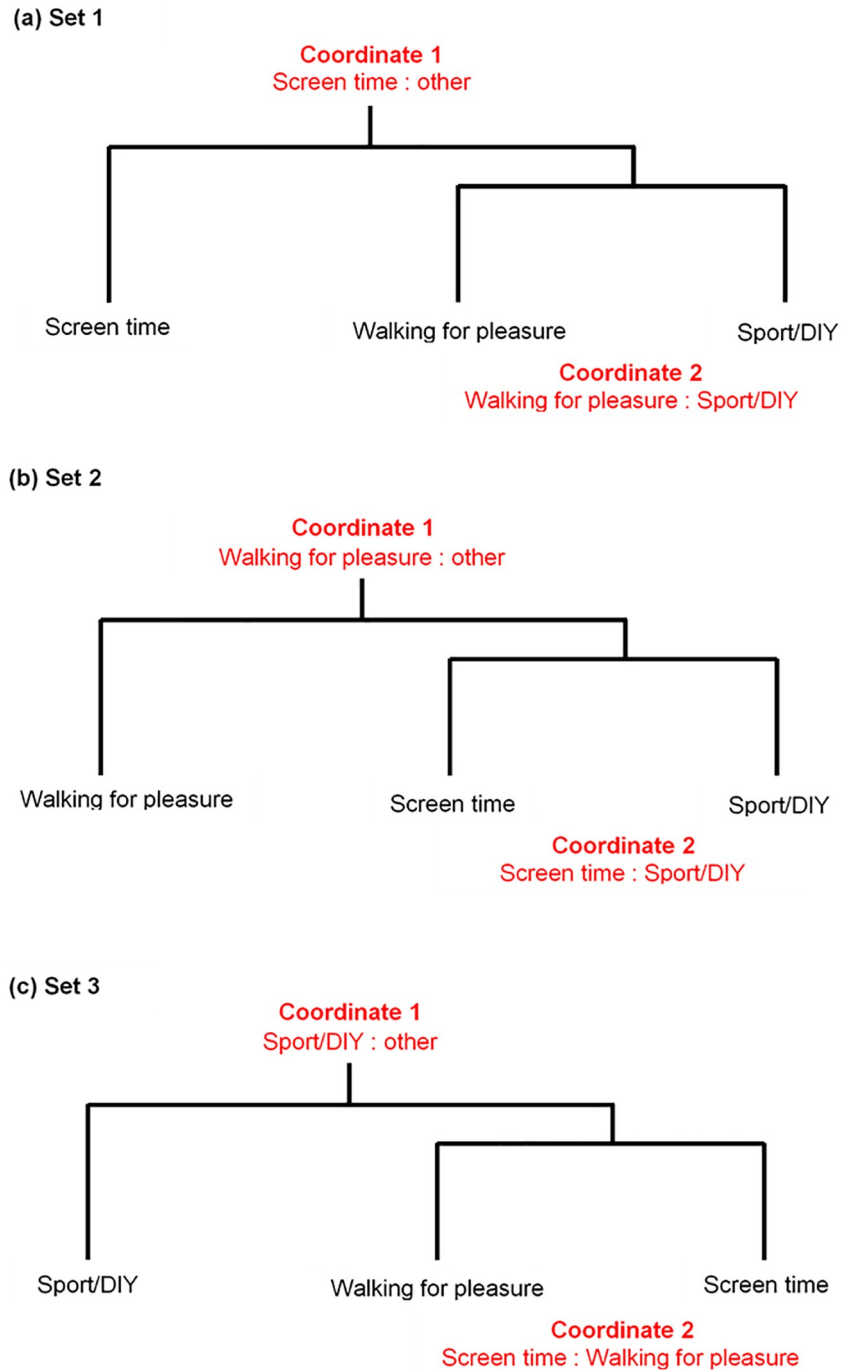 (a) Set 1
Coordinate 1
Screen time : other
Screen time
Walking for pleasure
Sport/DIY
Coordinate 2
Walking for pleasure : Sport/DIY
(b) Set 2
Coordinate 1
Walking for pleasure : other
Walking for pleasure
Screen time
Sport/DIY
Coordinate 2
Screen time : Sport/DIY
(c) Set 3
Coordinate 1
Sport/DIY : other
Sport/DIY
Walking for pleasure
Screen time
Coordinate 2
Screen time : Walking for pleasure